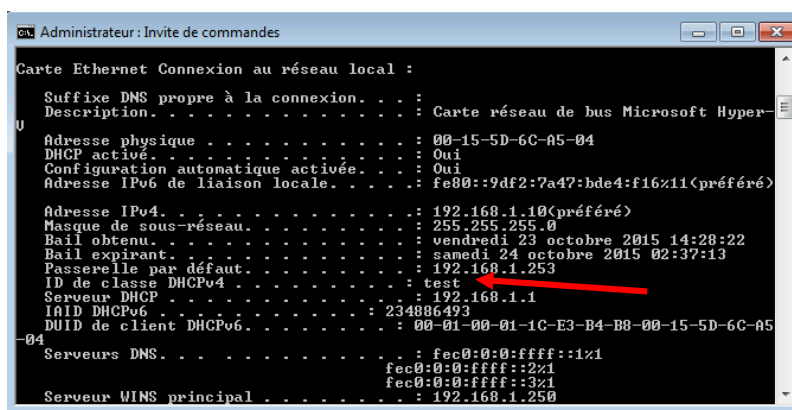 Administrateur : Invite de commandes
Carte Ethernet Connexion au réseau local :
Suffixe DNS propre à la connexion. . . :
Description. . . . . . . . . . . . . . : Carte réseau de bus Microsoft Hyper-
V
Adresse physique . . . . . . . . . . . : 00-15-5D-6C-A5-04
DHCP activé. . . . . . . . . . . . . . : Oui
Configuration automatique activée. . . : Oui
Adresse IPv6 de liaison locale. . . . .: fe80::9df2:7a47:bde4:f16%11(préféré)
Adresse IPv4. . . . . . . . . . . . . .: 192.168.1.10(préféré)
Masque de sous-réseau. . . . . . . . . : 255.255.255.0
Bail obtenu. . . . . . . . . . . . . . : vendredi 23 octobre 2015 14:28:22
Bail expirant. . . . . . . . . . . . . : samedi 24 octobre 2015 02:37:13
Passerelle par défaut. . . . . . . . . : 192.168.1.253
ID de classe DHCPv4 . . . . . . . . . . : test
Serveur DHCP . . . . . . . . . . . . . : 192.168.1.1
IAID DHCPv6 . . . . . . . . . . . : 234886493
DUID de client DHCPv6. . . . . . . . : 00-01-00-01-1C-E3-B4-B8-00-15-5D-6C-A5
-04
Serveurs DNS. . . . . . . . . . . . . : fec0:0:0:ffff::1%1
fec0:0:0:ffff::2%1
fec0:0:0:ffff::3%1
Serveur WINS principal . . . . . . . . : 192.168.1.250